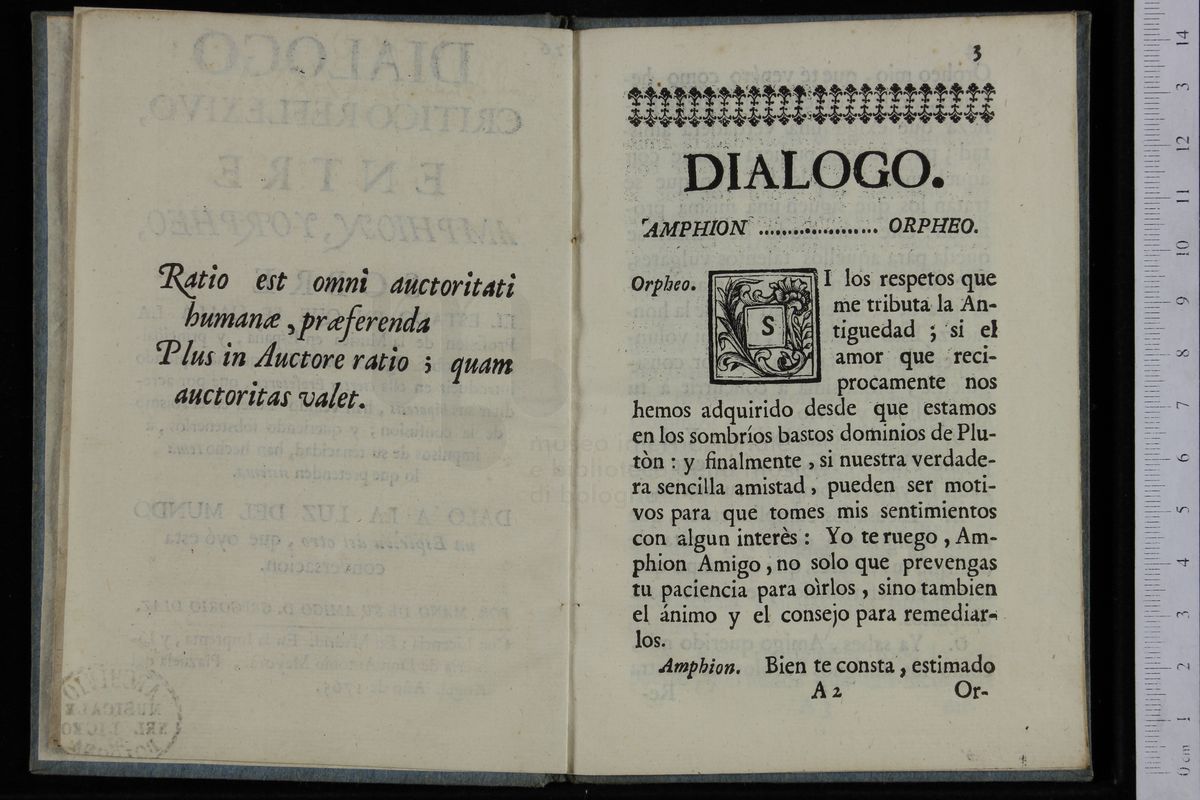 Ratio est omni auctoritati
humanæ, præferenda
Plus in Auctore ratio ; quam
auctoritas valet.
3
DIALOGO.
AMPHION .................... ORPHEO.
Orpheo. SI los respetos que
me tributa la An-
tiguedad ; si el
amor que reci-
procamente nos
hemos adquirido desde que estamos
en los sombríos bastos dominios de Plu-
tòn : y finalmente , si nuestra verdade-
ra sencilla amistad , pueden ser moti-
vos para que tomes mis sentimientos
con algun interès : Yo te ruego , Am-
phion Amigo , no solo que prevengas
tu paciencia para oìrlos , sino tambien
el ánimo y el consejo para remediar-
los.
Amphion. Bien te consta , estimado
A 2 Or-